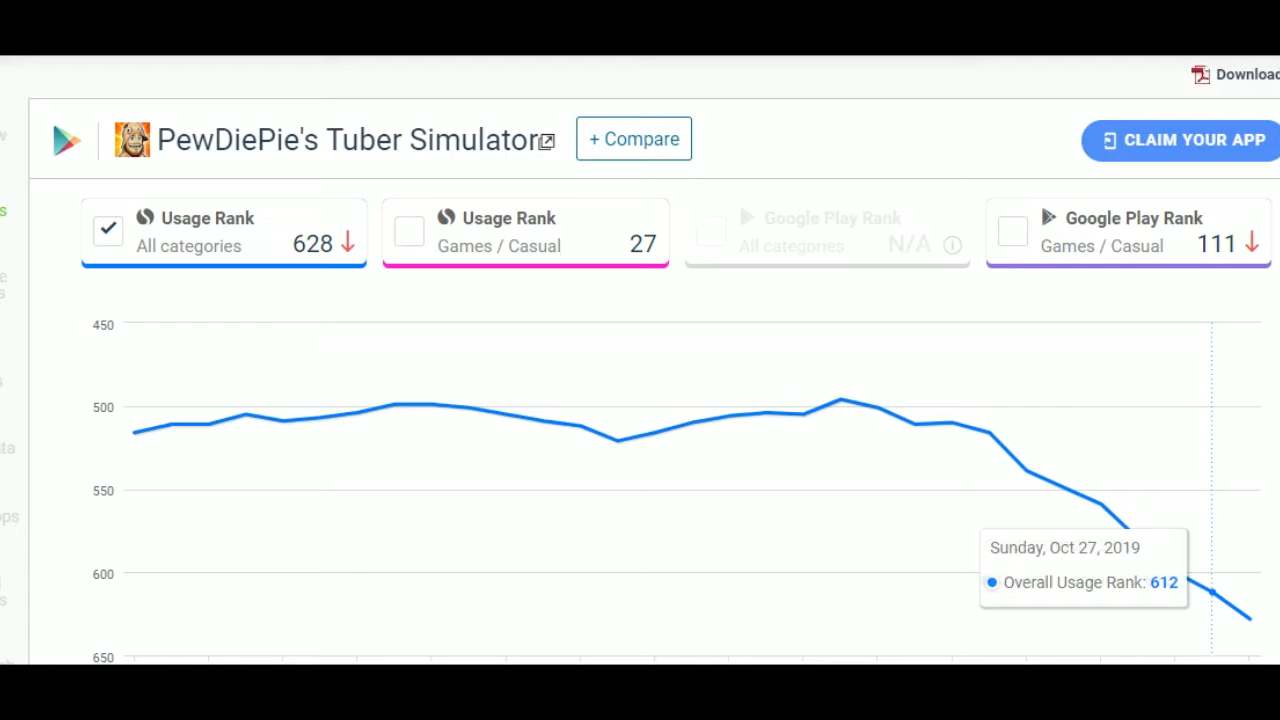 Download
PewDiePie's Tuber Simulator
+ Compare
CLAIM YOUR APP
Usage Rank
All categories 628
Usage Rank
Games / Casual 27
Google Play Rank
All categories N/A
Google Play Rank
Games / Casual 111
450
500
550
600
650
Sunday, Oct 27, 2019
Overall Usage Rank: 612